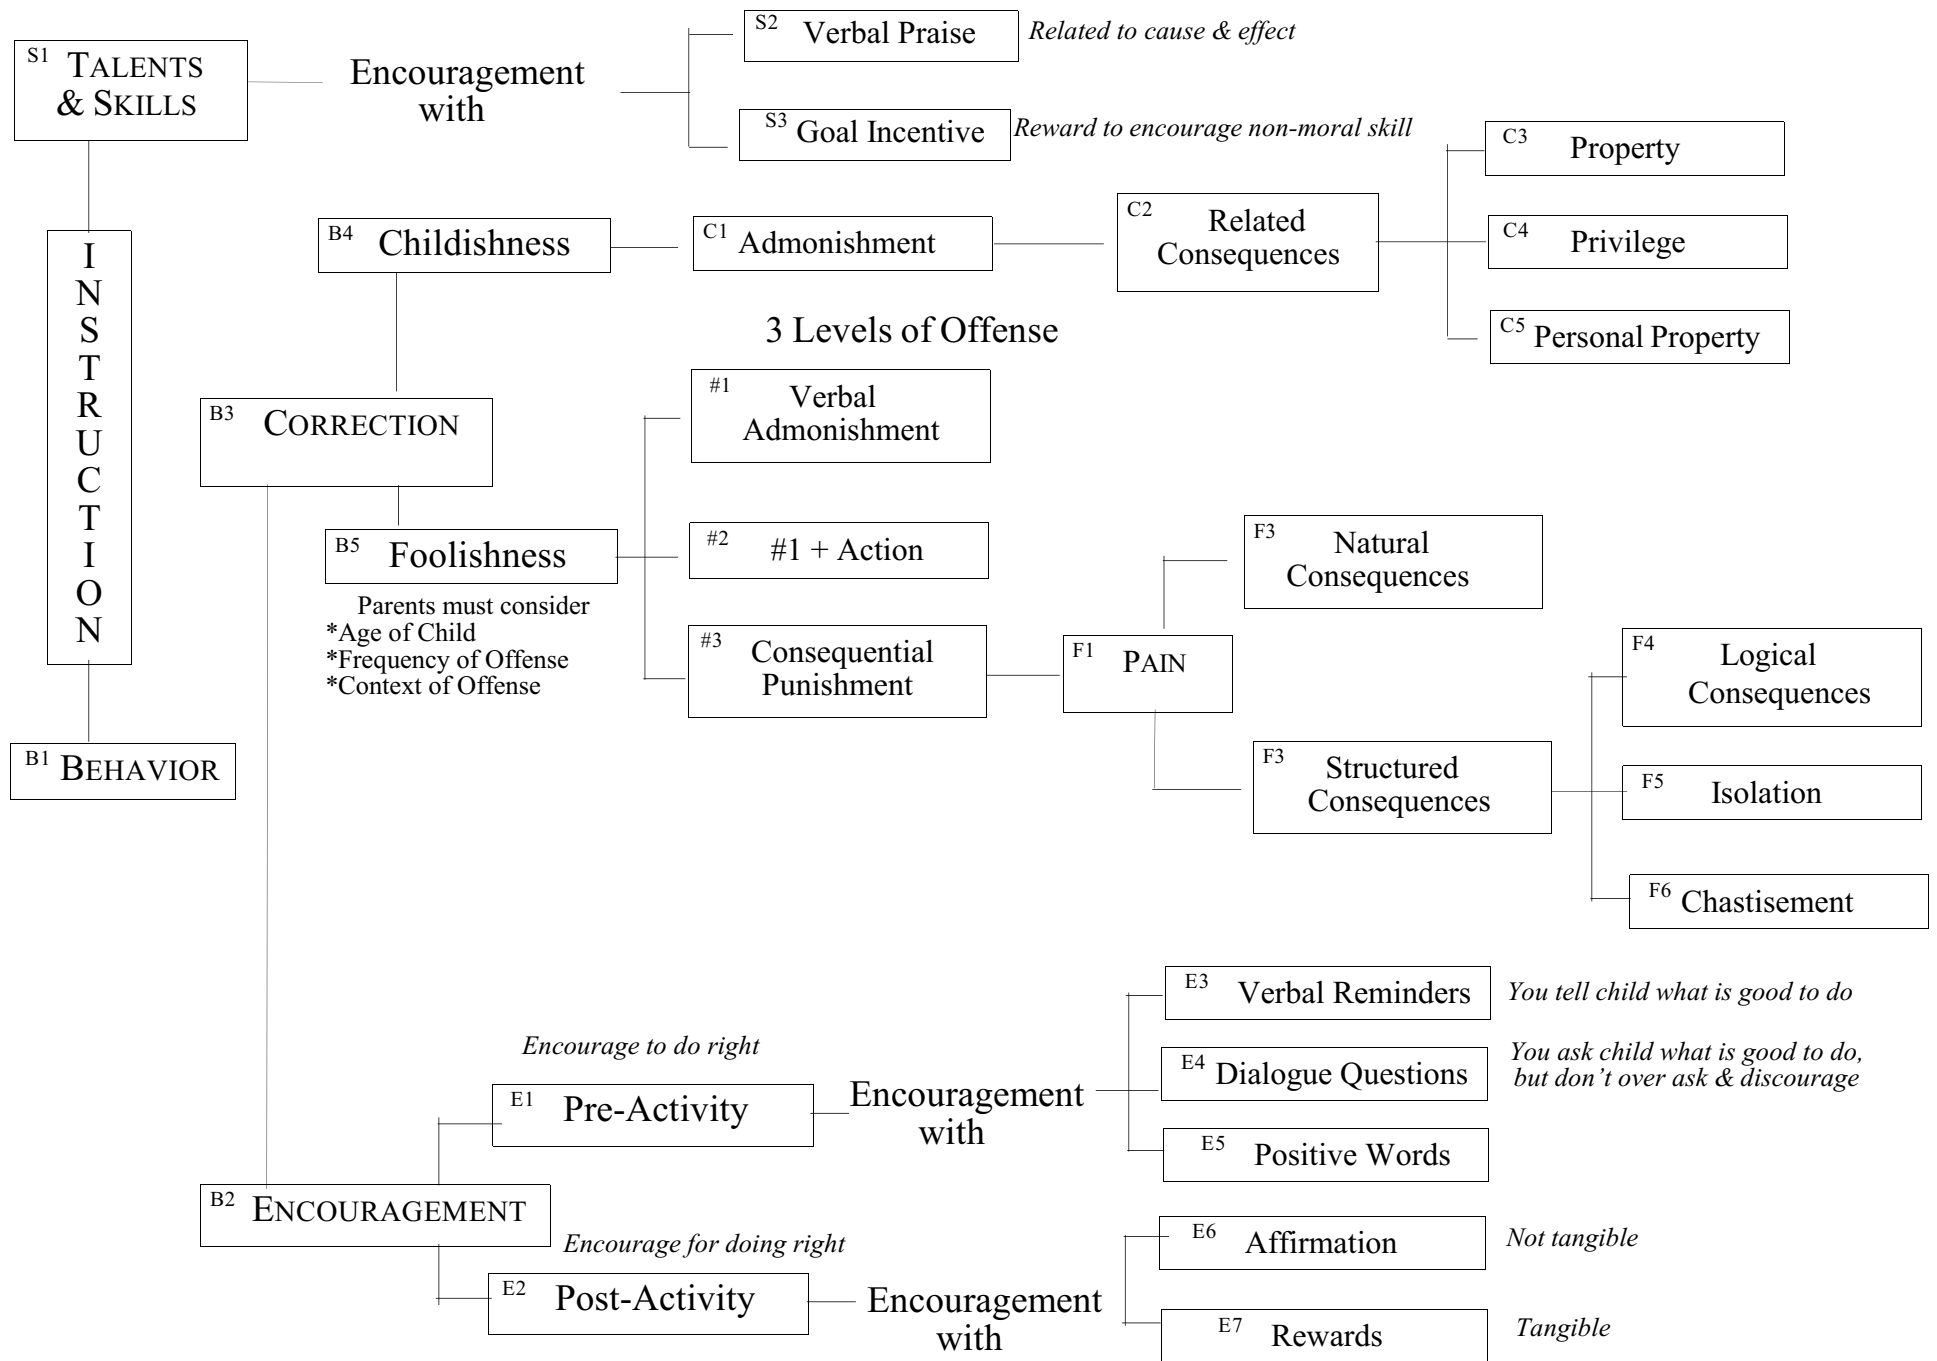 S1 TALENTS
& SKILLS
Encouragement
with
S2 Verbal Praise
Related to cause & effect
S3 Goal Incentive
Reward to encourage non-moral skill
I
N
S
T
R
U
C
T
I
O
N
B1 BEHAVIOR
B4 Childishness
C1 Admonishment
C2 Related
Consequences
C3 Property
C4 Privilege
C5 Personal Property
3 Levels of Offense
B3 CORRECTION
B5 Foolishness
Parents must consider
*Age of Child
*Frequency of Offense
*Context of Offense
#1 Verbal
Admonishment
#2 #1 + Action
#3 Consequential
Punishment
F1 PAIN
F3 Natural
Consequences
F3 Structured
Consequences
F4 Logical
Consequences
F5 Isolation
F6 Chastisement
B2 ENCOURAGEMENT
Encourage to do right
E1 Pre-Activity
Encouragement
with
E3 Verbal Reminders
You tell child what is good to do
E4 Dialogue Questions
You ask child what is good to do,
but don't over ask & discourage
E5 Positive Words
Encourage for doing right
E2 Post-Activity
Encouragement
with
E6 Affirmation
Not tangible
E7 Rewards
Tangible